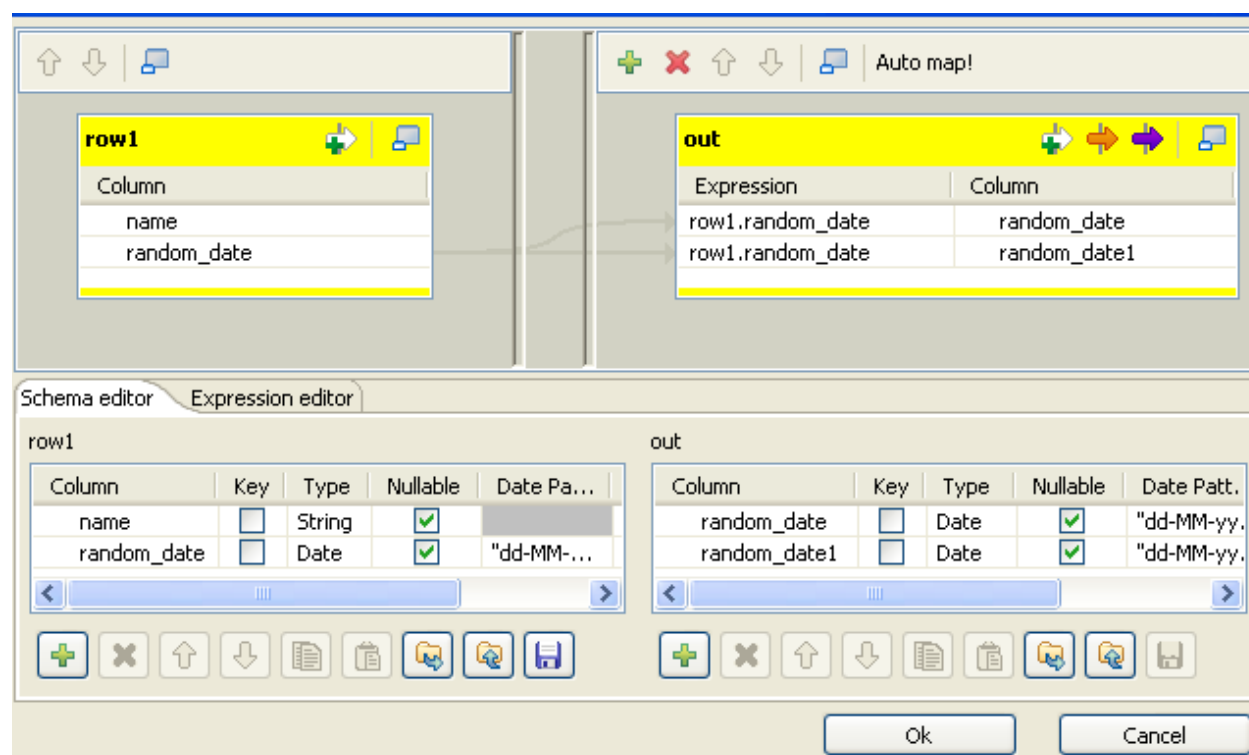 Auto map!
row1
Column
name
random_date
out
Expression Column
row1.random_date random_date
row1.random_date random_date1
Schema editor Expression editor
row1
Column Key Type Nullable Date Pa...
name String
random_date Date "dd-MM-...
out
Column Key Type Nullable Date Patt.
random_date Date "dd-MM-yy.
random_date1 Date "dd-MM-yy.
Ok Cancel